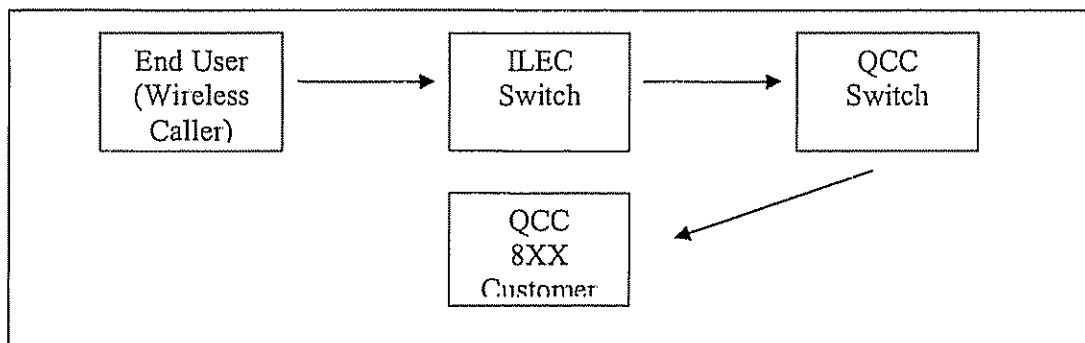 End User
(Wireless
Caller)
ILEC
Switch
QCC
Switch
QCC
8XX
Customer